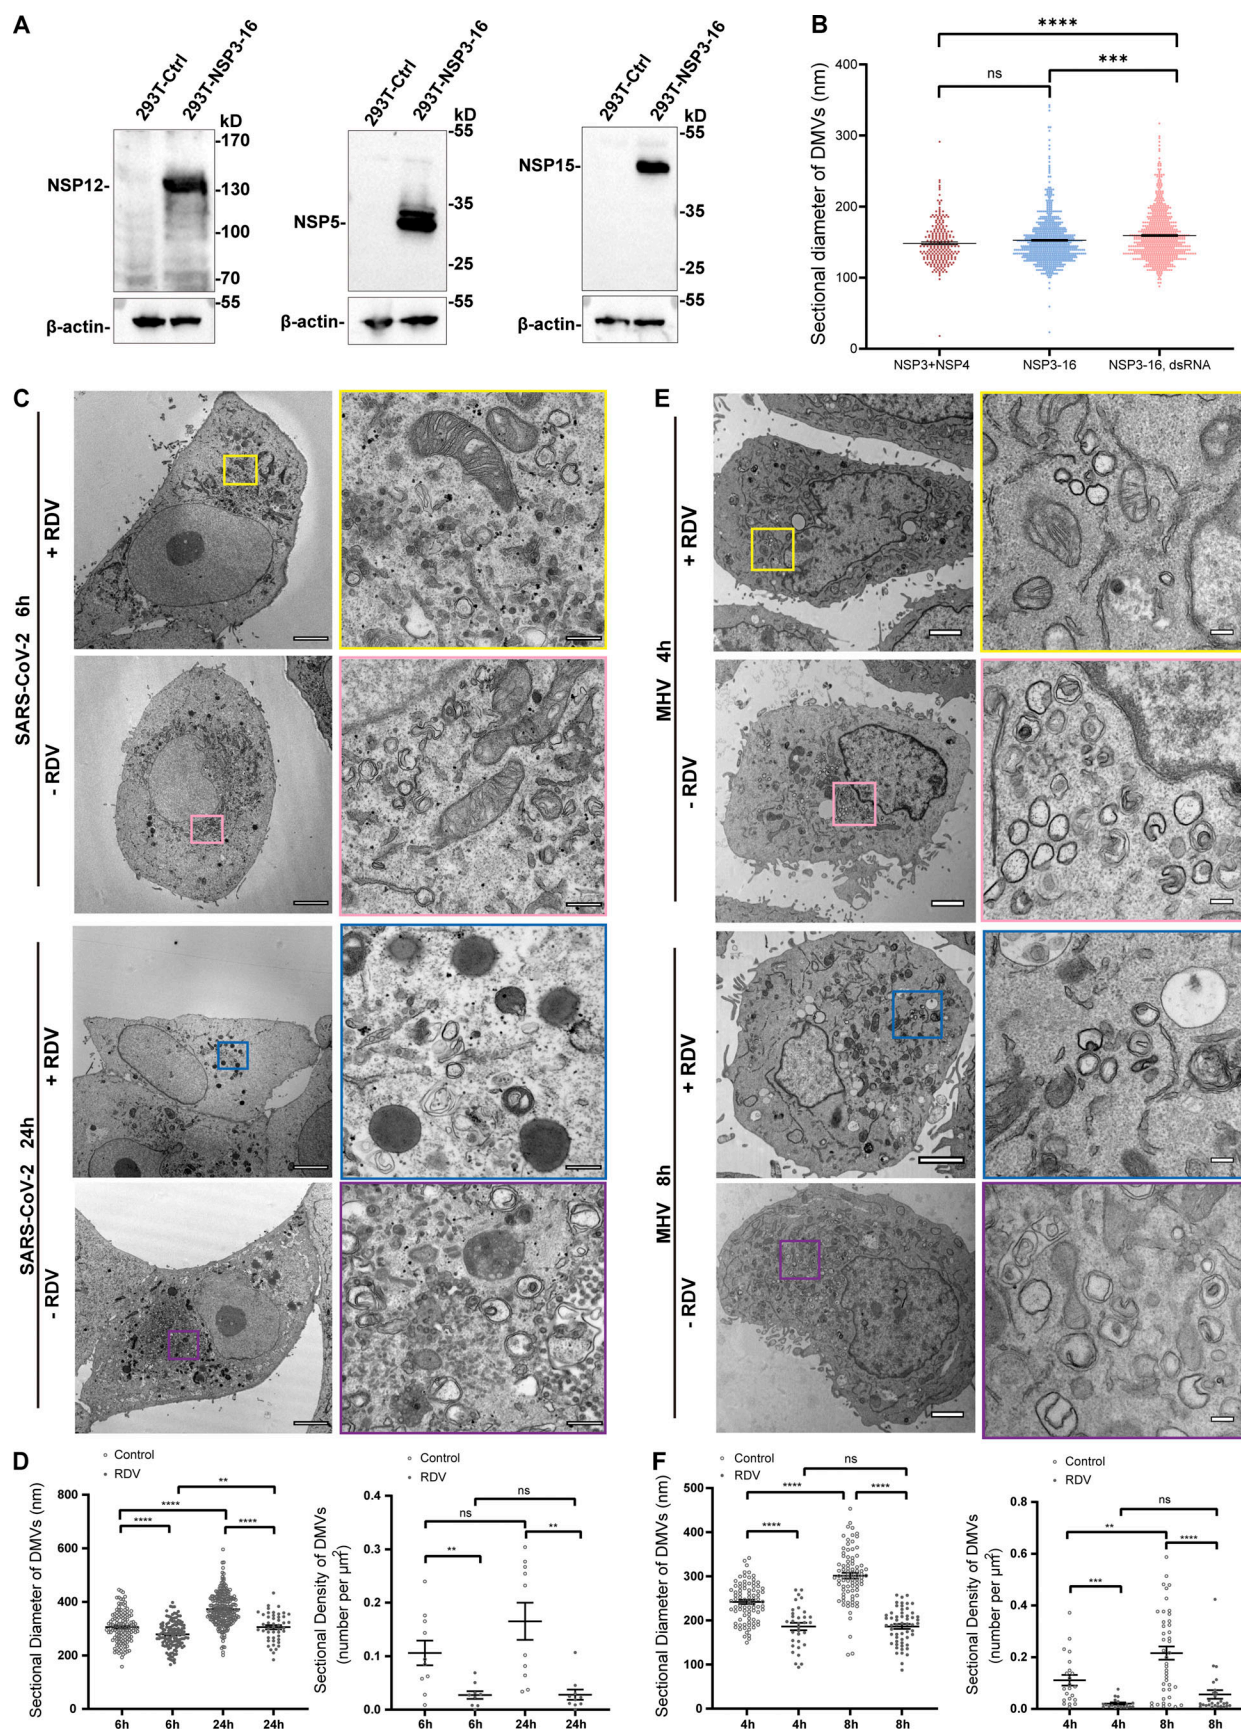 A
293T-Ctrl
293T-NSP3-16
kD
-170
NSP12-
-130
-100
-70
-55
β-actin-
293T-Ctrl
293T-NSP3-16
kD
-55
-35
NSP5-
-25
-55
β-actin-
293T-Ctrl
293T-NSP3-16
kD
-55
NSP15-
-35
-25
-55
β-actin-
B
****
ns
***
Sectional diameter of DMVs (nm)
400
300
200
100
0
NSP3+NSP4
NSP3-16
NSP3-16, dsRNA
C
SARS-CoV-2 6h
+ RDV
- RDV
SARS-CoV-2 24h
+ RDV
- RDV
E
MHV 4h
+ RDV
- RDV
MHV 8h
+ RDV
- RDV
D
Control
RDV
**
****
****
****
Sectional Diameter of DMVs (nm)
800
600
400
200
0
6h
6h
24h
24h
Control
RDV
ns
ns
**
**
Sectional Density of DMVs
(number per μm²)
0.4
0.3
0.2
0.1
0.0
6h
6h
24h
24h
F
Control
RDV
ns
****
****
****
Sectional Diameter of DMVs (nm)
500
400
300
200
100
0
4h
4h
8h
8h
Control
RDV
ns
**
****
***
Sectional Density of DMVs
(number per μm²)
0.8
0.6
0.4
0.2
0.0
4h
4h
8h
8h